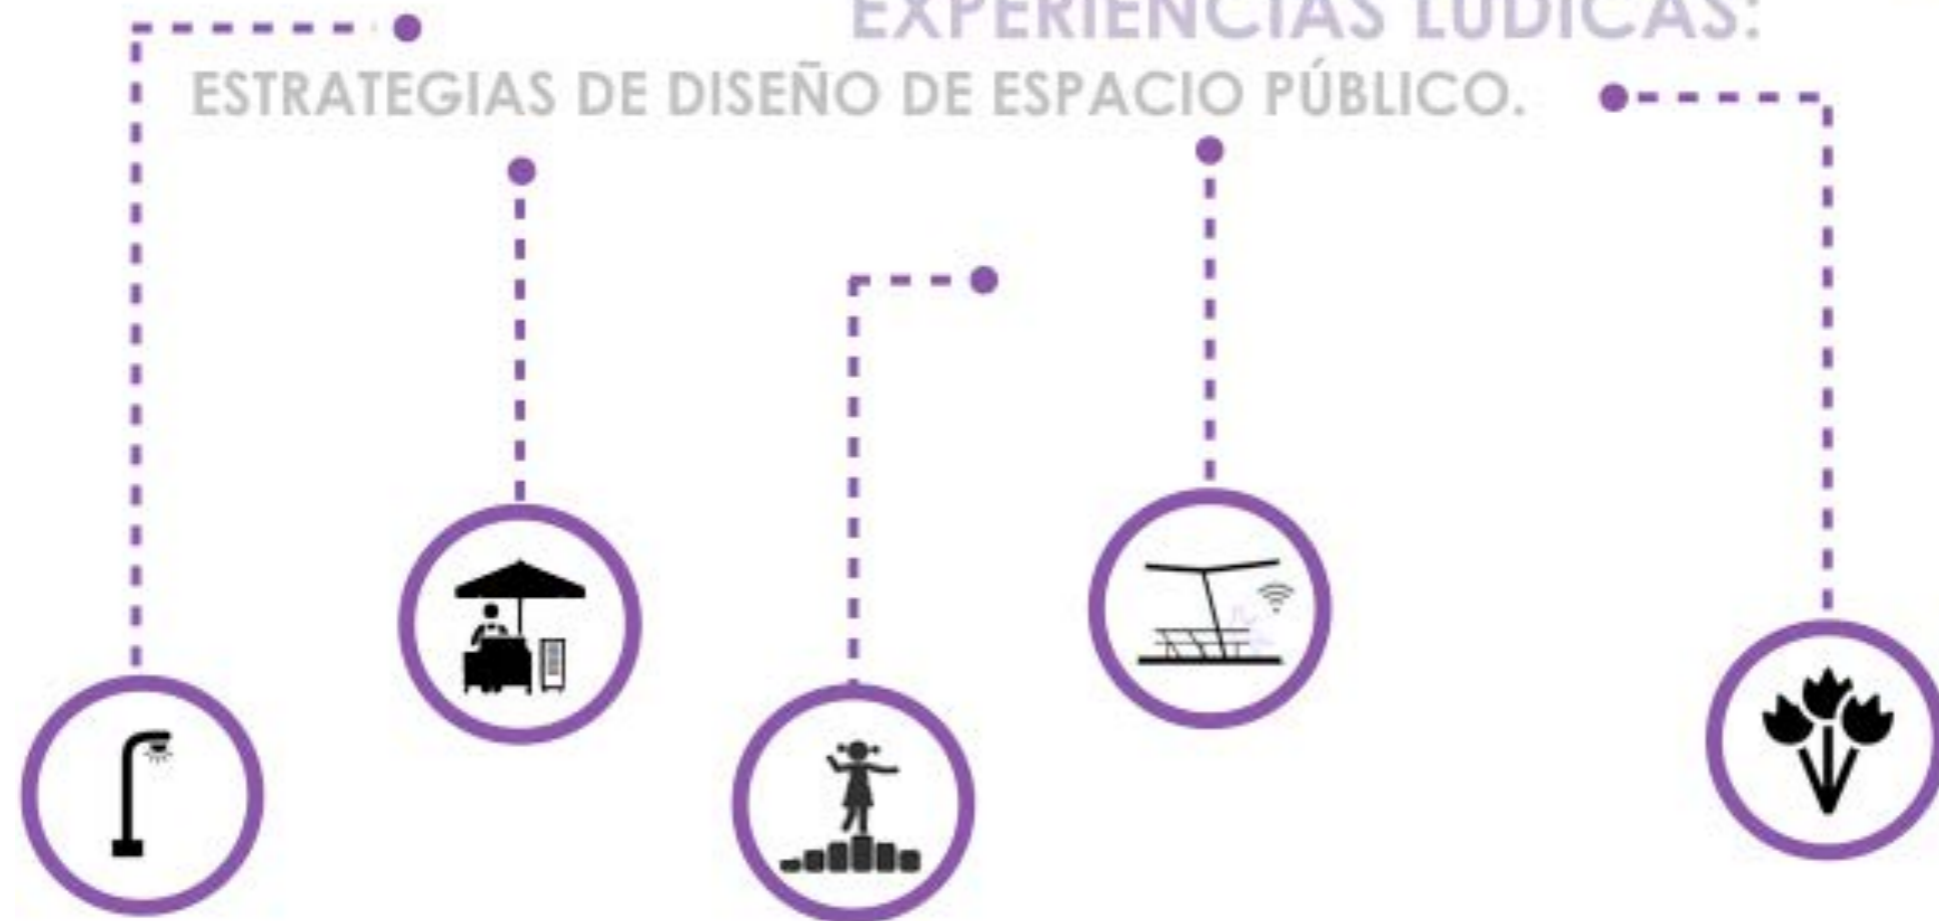 EXPERIENCIAS LÚDICAS:
ESTRATEGIAS DE DISEÑO DE ESPACIO PÚBLICO.